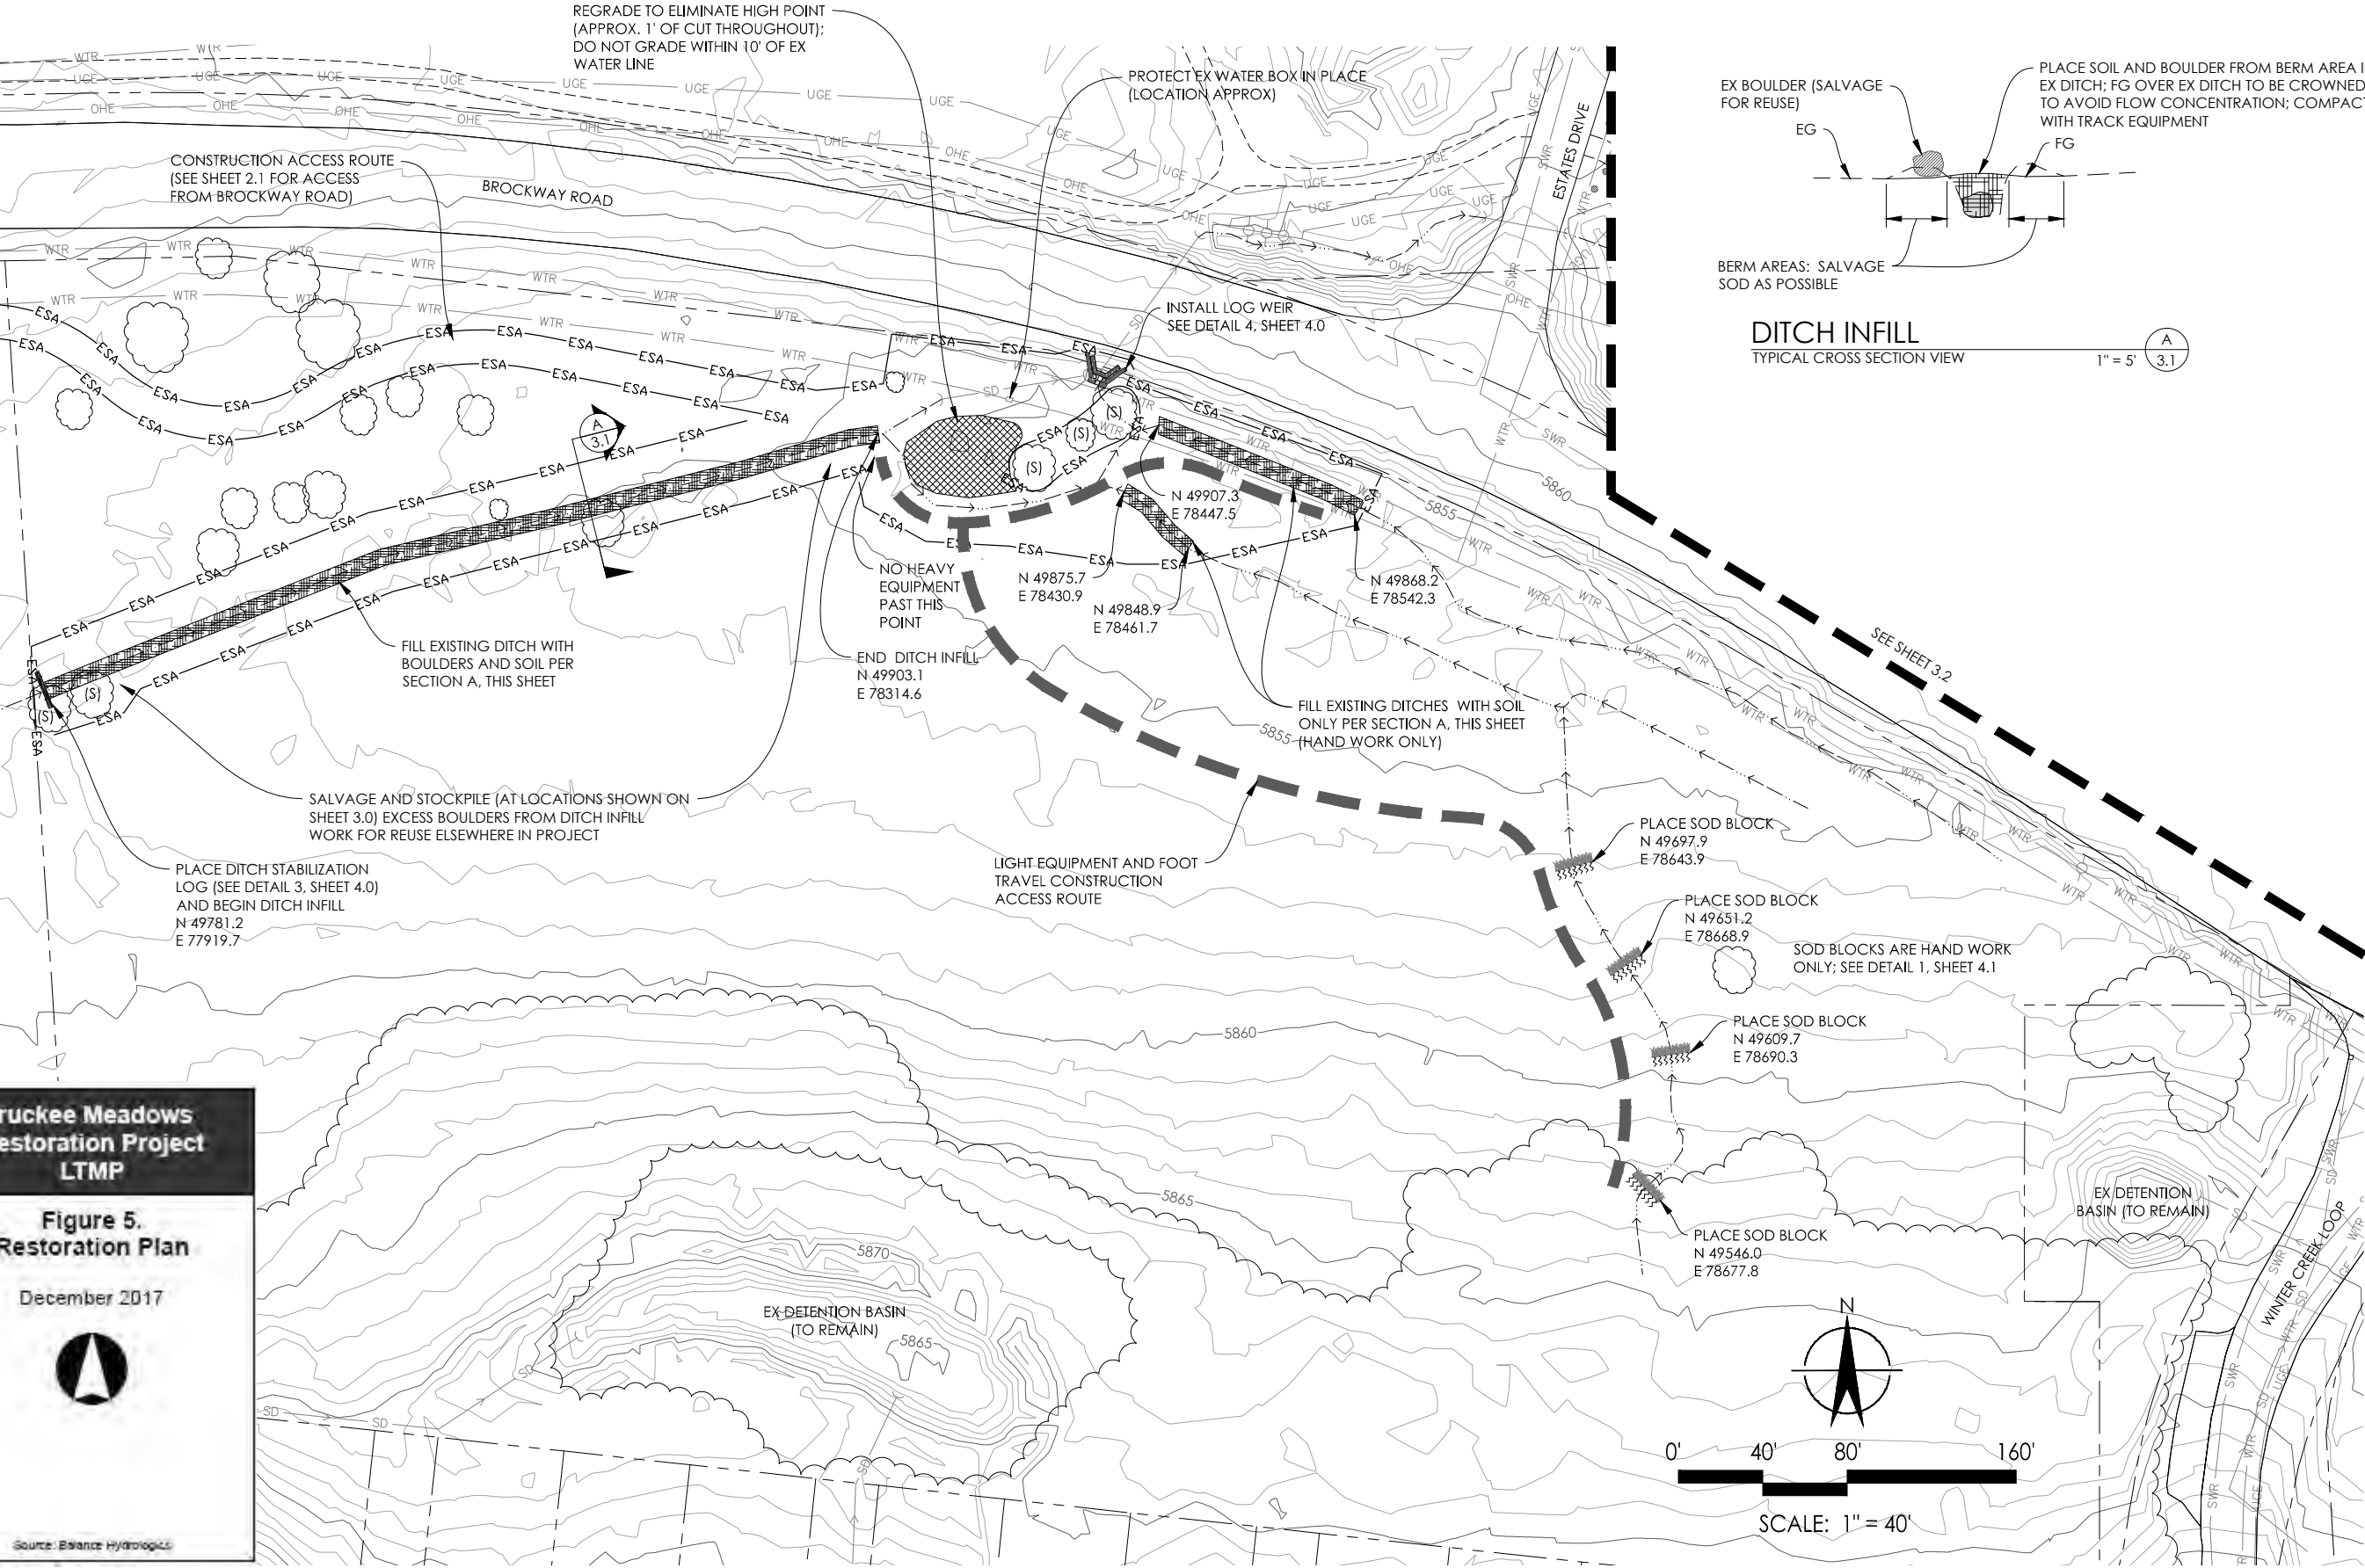 REGRADE TO ELIMINATE HIGH POINT
(APPROX. 1' OF CUT THROUGHOUT);
DO NOT GRADE WITHIN 10' OF EX
WATER LINE
PROTECT EX WATER BOX IN PLACE
(LOCATION APPROX)
CONSTRUCTION ACCESS ROUTE
(SEE SHEET 2.1 FOR ACCESS
FROM BROCKWAY ROAD)
BROCKWAY ROAD
ESTATES DRIVE
INSTALL LOG WEIR
SEE DETAIL 4, SHEET 4.0
EX BOULDER (SALVAGE
FOR REUSE)
EG
PLACE SOIL AND BOULDER FROM BERM AREA I
EX DITCH; FG OVER EX DITCH TO BE CROWNED
TO AVOID FLOW CONCENTRATION; COMPACT
WITH TRACK EQUIPMENT
FG
BERM AREAS: SALVAGE
SOD AS POSSIBLE
DITCH INFILL
TYPICAL CROSS SECTION VIEW
1" = 5'
A
3.1
A
3.1
N 49907.3
E 78447.5
N 49875.7
E 78430.9
N 49848.9
E 78461.7
N 49868.2
E 78542.3
NO HEAVY
EQUIPMENT
PAST THIS
POINT
END DITCH INFILL
N 49903.1
E 78314.6
FILL EXISTING DITCH WITH
BOULDERS AND SOIL PER
SECTION A, THIS SHEET
FILL EXISTING DITCHES WITH SOIL
ONLY PER SECTION A, THIS SHEET
(HAND WORK ONLY)
SEE SHEET 3.2
SALVAGE AND STOCKPILE (AT LOCATIONS SHOWN ON
SHEET 3.0) EXCESS BOULDERS FROM DITCH INFILL
WORK FOR REUSE ELSEWHERE IN PROJECT
PLACE DITCH STABILIZATION
LOG (SEE DETAIL 3, SHEET 4.0)
AND BEGIN DITCH INFILL
N 49781.2
E 77919.7
LIGHT EQUIPMENT AND FOOT
TRAVEL CONSTRUCTION
ACCESS ROUTE
PLACE SOD BLOCK
N 49697.9
E 78643.9
PLACE SOD BLOCK
N 49651.2
E 78668.9
SOD BLOCKS ARE HAND WORK
ONLY; SEE DETAIL 1, SHEET 4.1
PLACE SOD BLOCK
N 49609.7
E 78690.3
PLACE SOD BLOCK
N 49546.0
E 78677.8
5860
5855
5855
5860
5865
5870
5865
EX DETENTION BASIN
(TO REMAIN)
EX DETENTION
BASIN (TO REMAIN)
WINTER CREEK LOOP
ruckee Meadows
estoration Project
LTMP
Figure 5.
Restoration Plan
December 2017
Source: Balance Hydrologics
N
0' 40' 80' 160'
SCALE: 1" = 40'